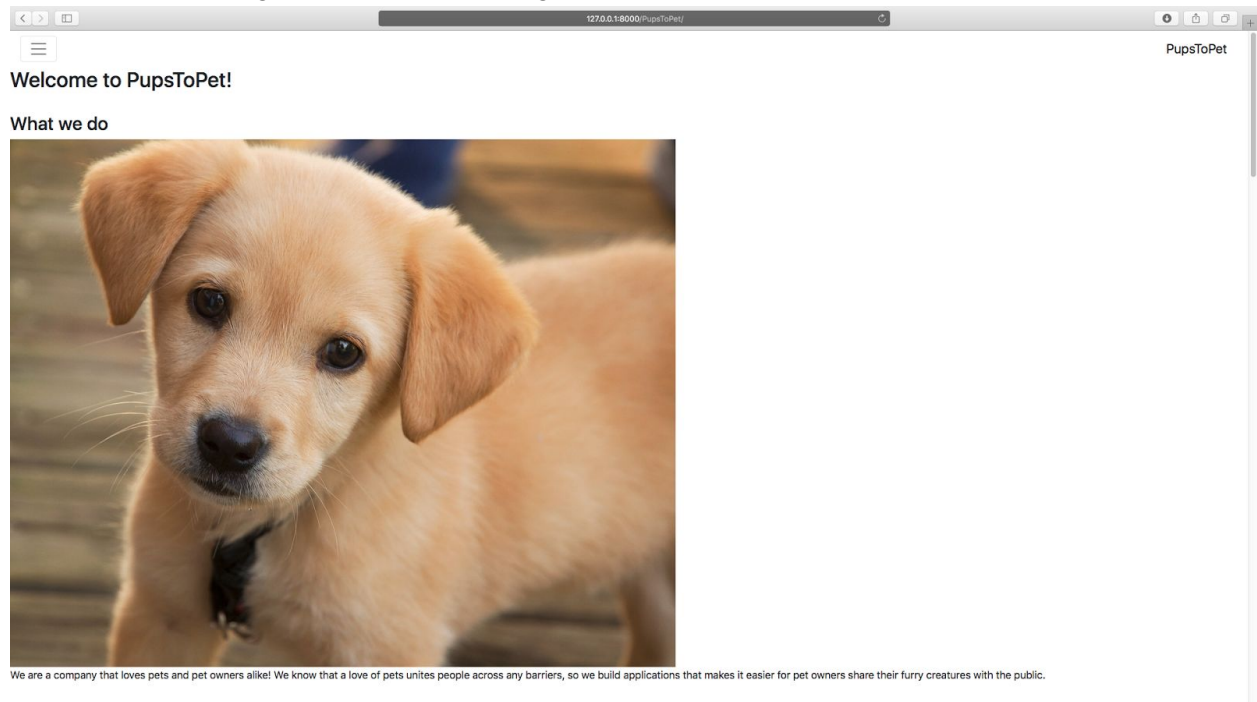 127.0.0.1:8000/PupsToPet/
PupsToPet
Welcome to PupsToPet!
What we do
We are a company that loves pets and pet owners alike! We know that a love of pets unites people across any barriers, so we build applications that makes it easier for pet owners share their furry creatures with the public.